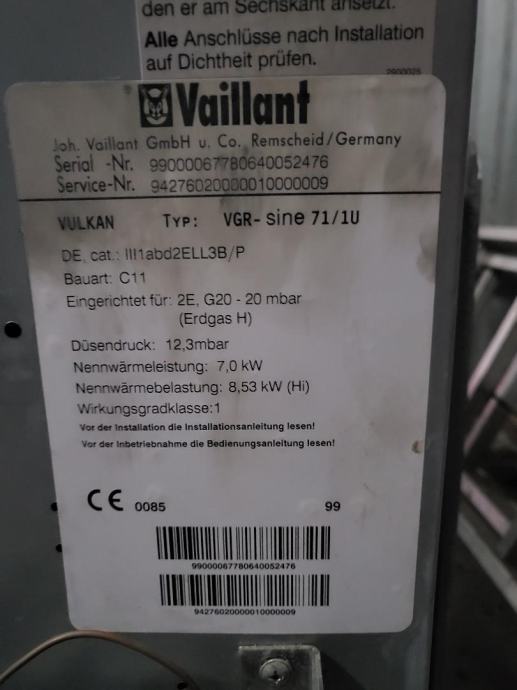 den er am Sechskant ansetzt.
Alle Anschlüsse nach Installation
auf Dichtheit prüfen.
2900025
Vaillant
Joh. Vaillant GmbH u. Co. Remscheid/Germany
Serial -Nr. 99000067780640052476
Service-Nr. 94276020000010000009
VULKAN TYP: VGR- sine 71/1U
DE, cat.: III1abd2ELL3B/P
Bauart: C11
Eingerichtet für: 2E, G20 - 20 mbar
(Erdgas H)
Düsendruck: 12,3mbar
Nennwärmeleistung: 7,0 kW
Nennwärmebelastung: 8,53 kW (Hi)
Wirkungsgradklasse:1
Vor der Installation die Installationsanleitung lesen!
Vor der Inbetriebnahme die Bedienungsanleitung lesen!
CE 0085 99
99000067780640052476
94276020000010000009